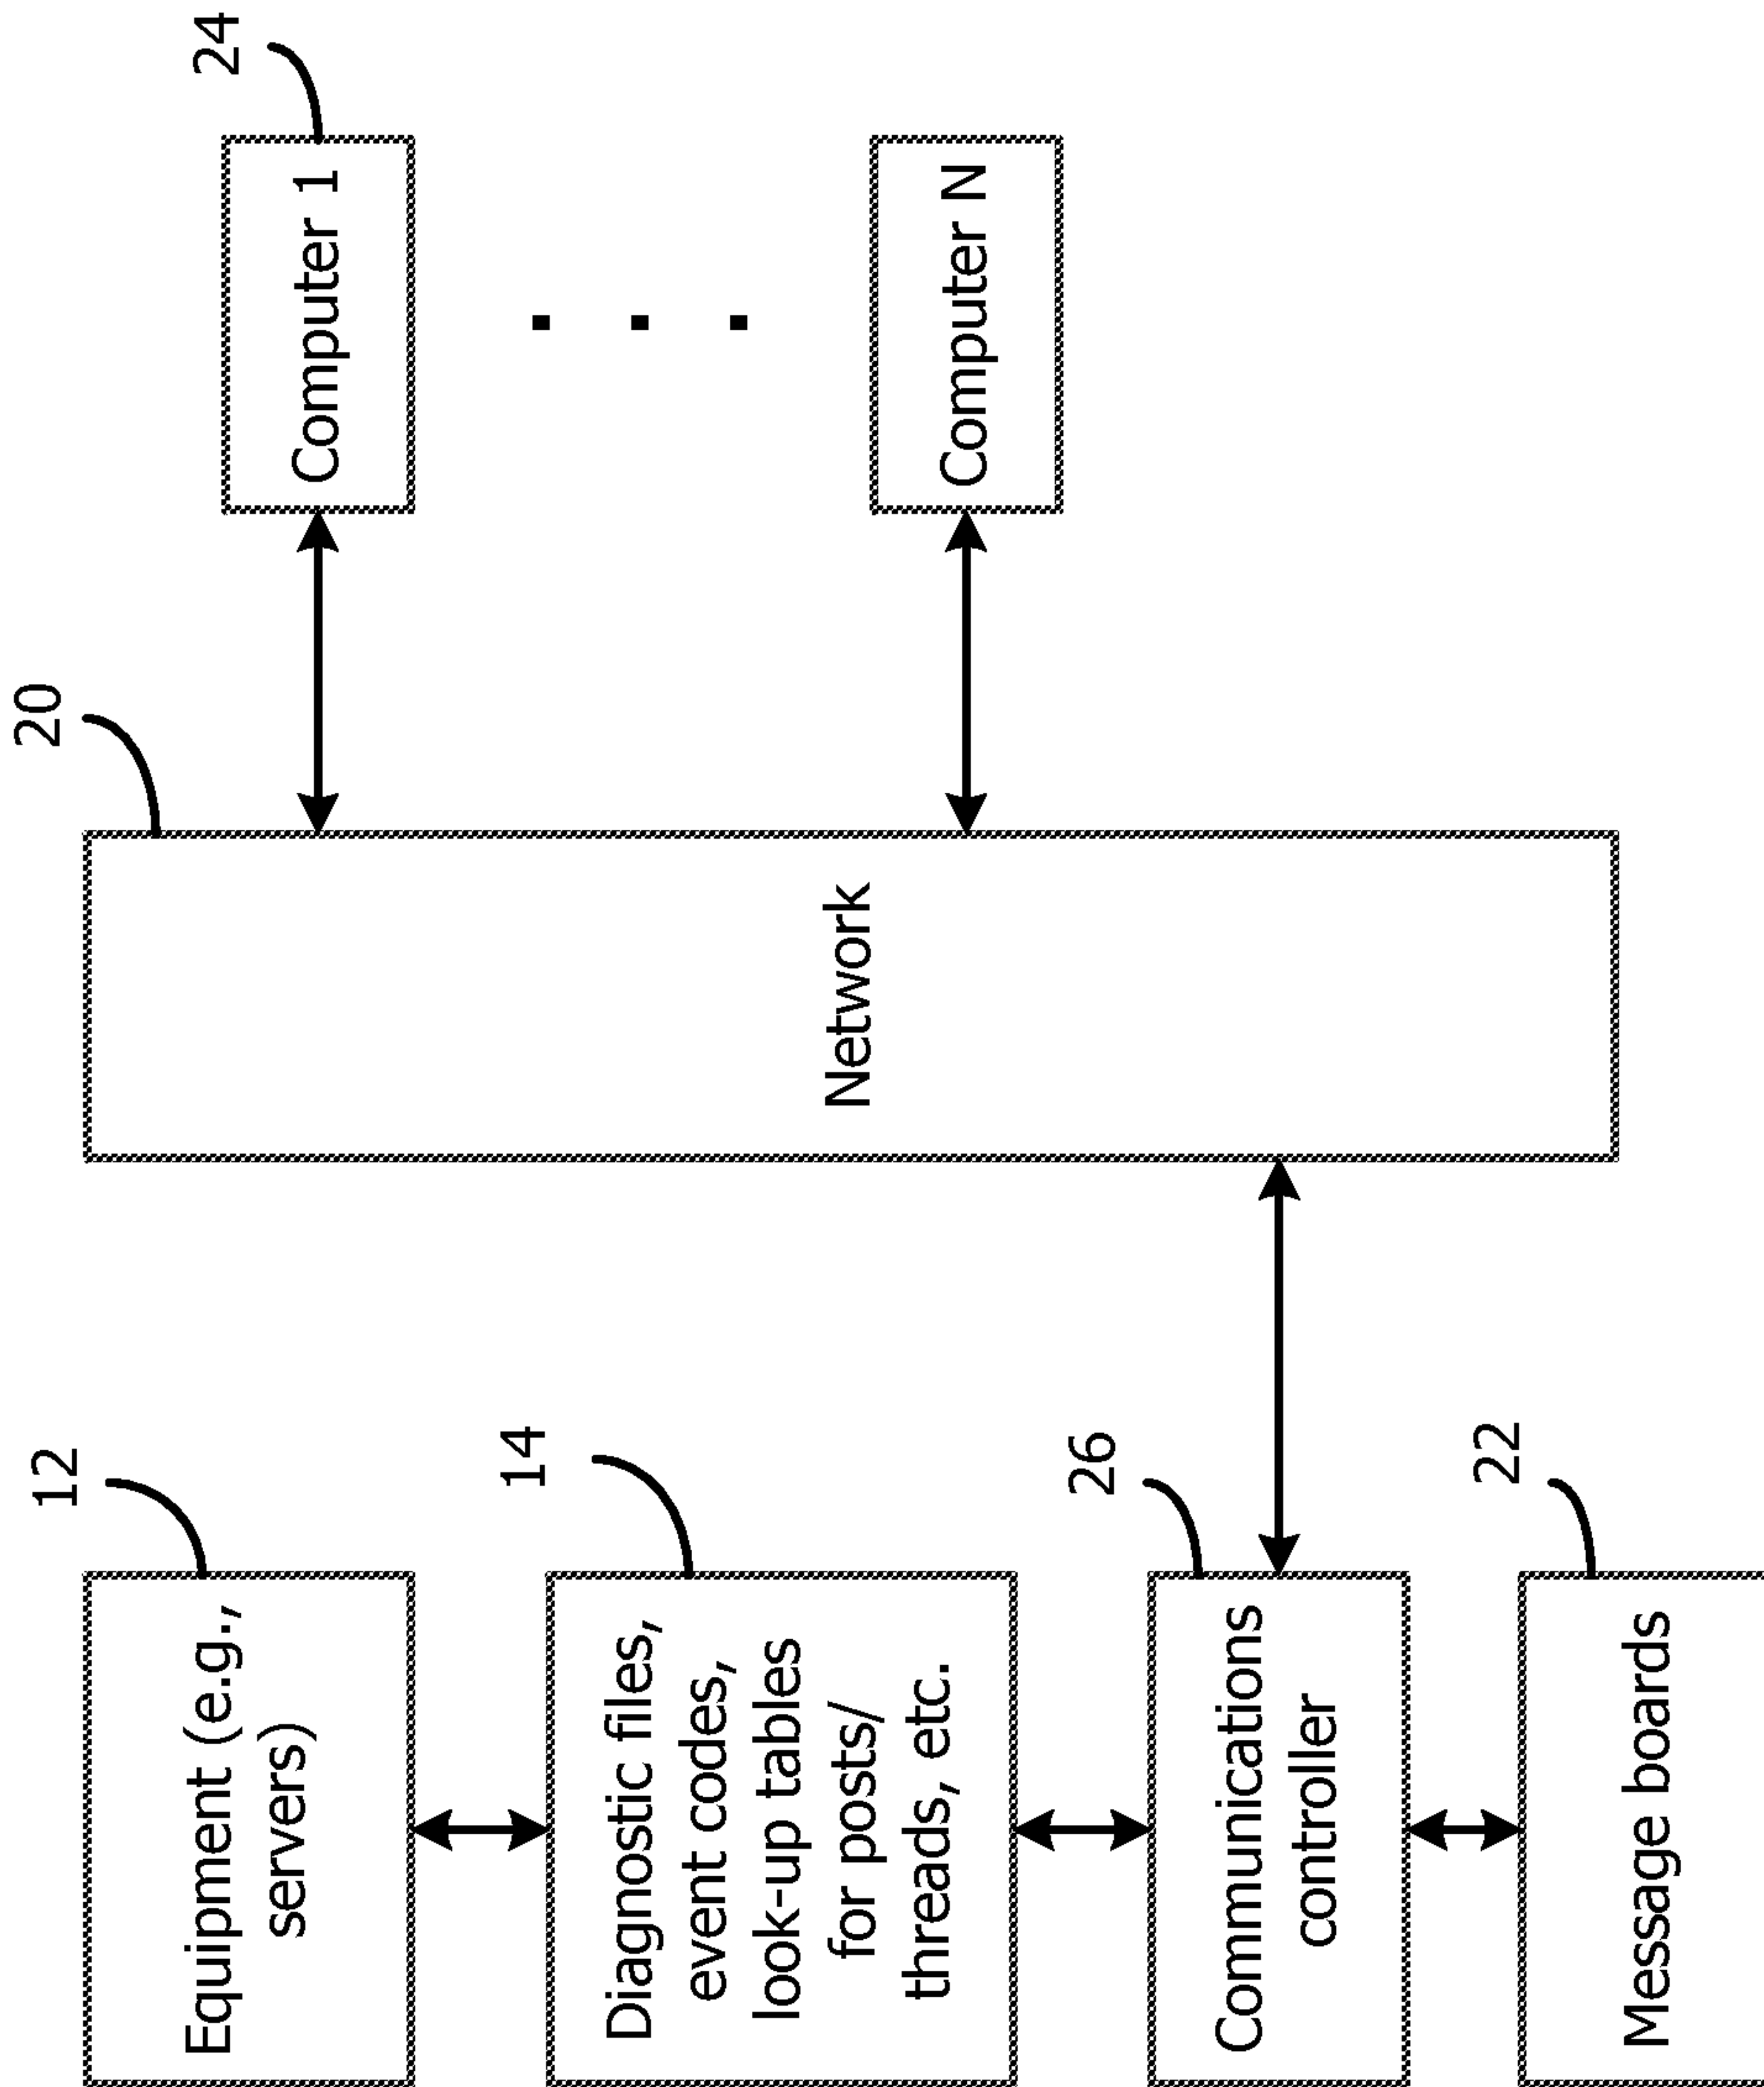 12
Equipment (e.g.,
servers)
14
Diagnostic files,
event codes,
look-up tables
for posts/
threads, etc.
26
Communications
controller
22
Message boards
20
Network
24
Computer 1
Computer N